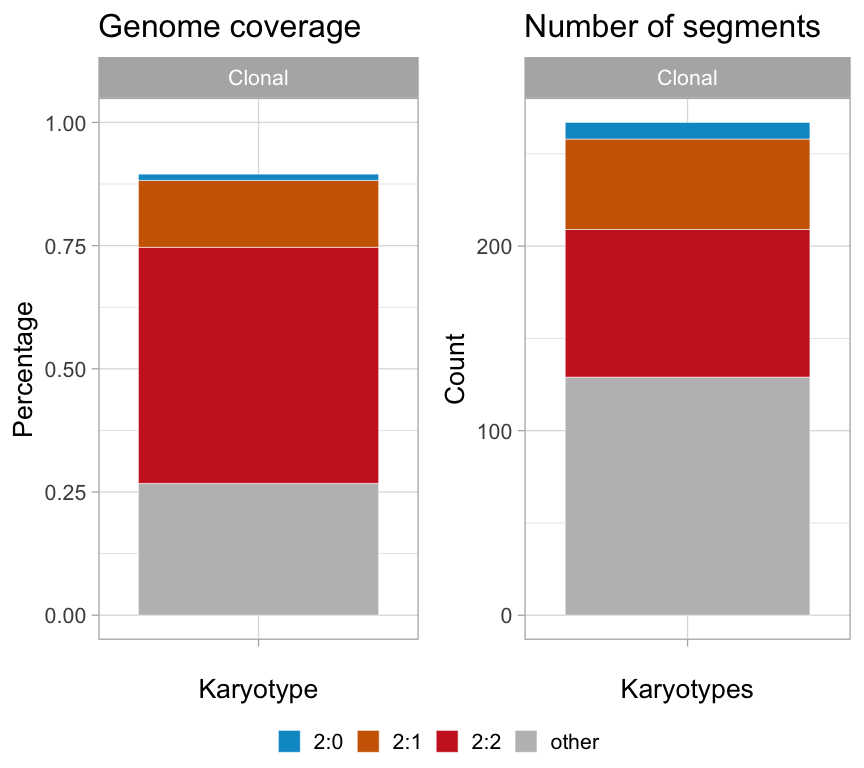 Genome coverage
Clonal
1.00
0.75
0.50
0.25
0.00
Percentage
Karyotype
Number of segments
Clonal
200
100
0
Count
Karyotypes
2:0 2:1 2:2 other